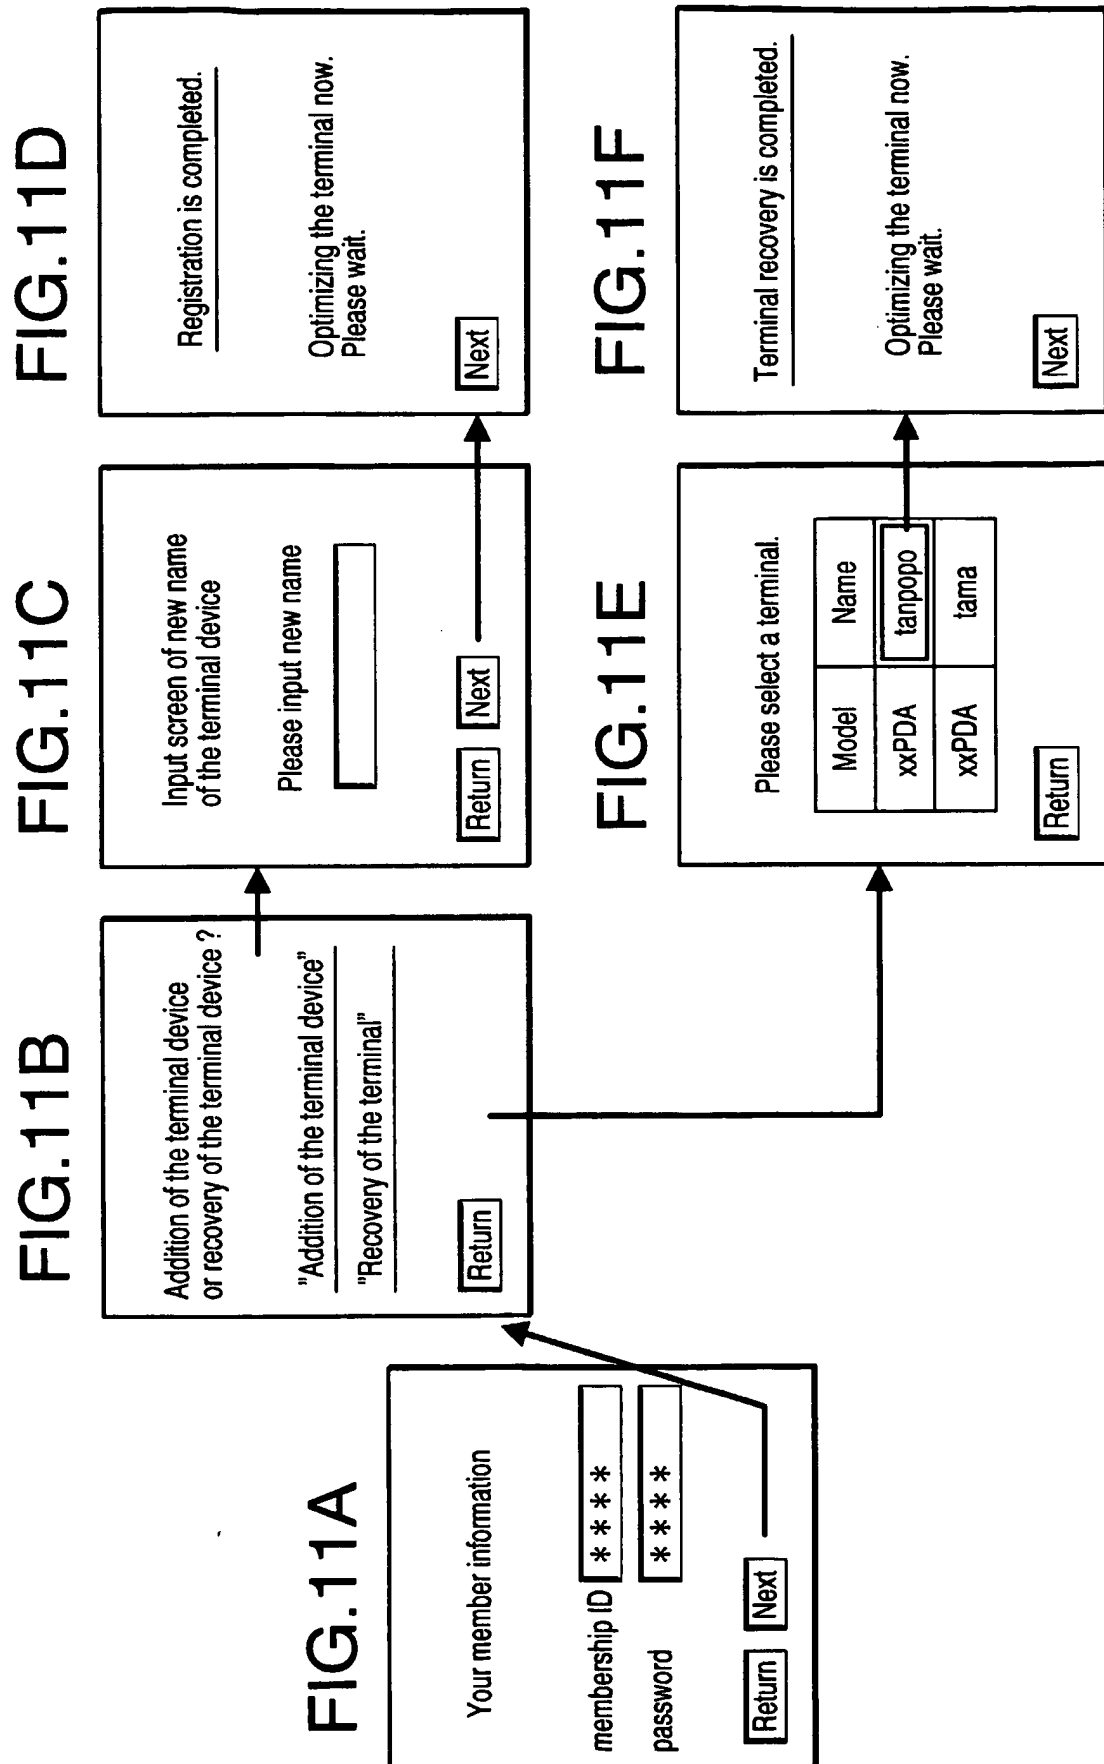 FIG.11A
Your member information
membership ID ****
password ****
Return Next
FIG.11B
Addition of the terminal device
or recovery of the terminal device ?
"Addition of the terminal device"
"Recovery of the terminal"
Return
FIG.11C
Input screen of new name
of the terminal device
Please input new name
Return Next
FIG.11D
Registration is completed.
Optimizing the terminal now.
Please wait.
Next
FIG.11E
Please select a terminal.
Model Name
xxPDA tanpopo
xxPDA tama
Return
FIG.11F
Terminal recovery is completed.
Optimizing the terminal now.
Please wait.
Next